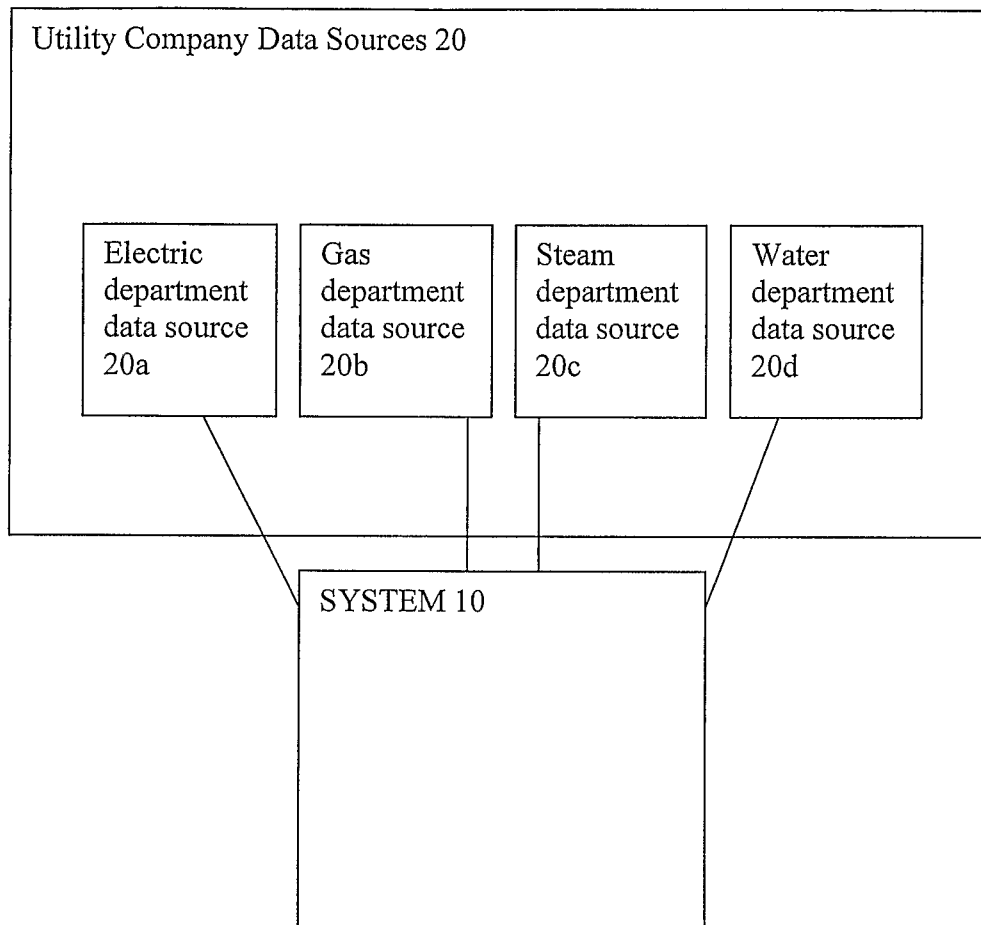 Utility Company Data Sources 20
Electric
department
data source
20a
Gas
department
data source
20b
Steam
department
data source
20c
Water
department
data source
20d
SYSTEM 10